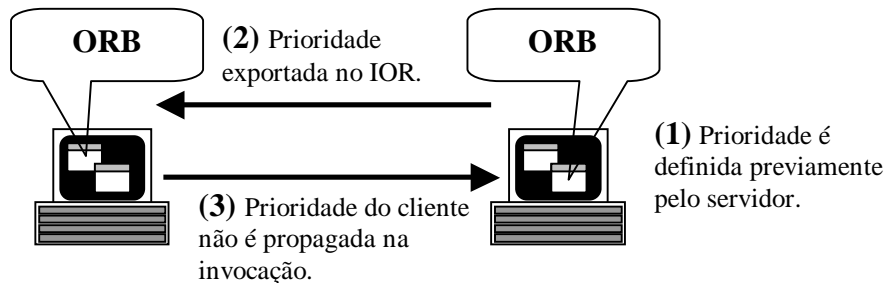 ORB
(2) Prioridade
exportada no IOR.
ORB
(1) Prioridade é
definida previamente
pelo servidor.
(3) Prioridade do cliente
não é propagada na
invocação.